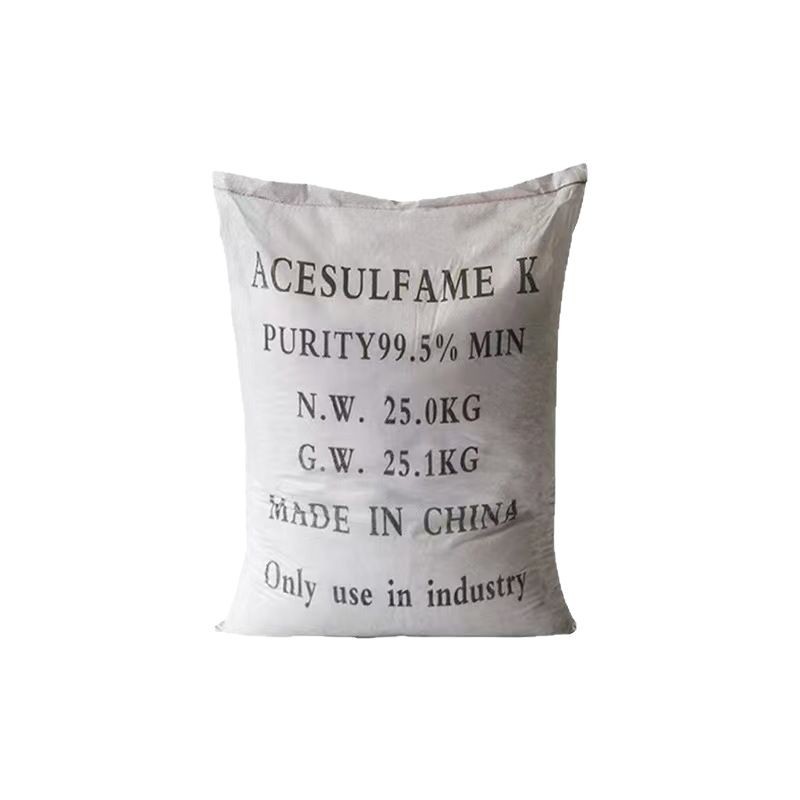 ACESULFAME K
PURITY99.5% MIN
N.W. 25.0KG
G.W. 25.1KG
MADE IN CHINA
Only use in industry